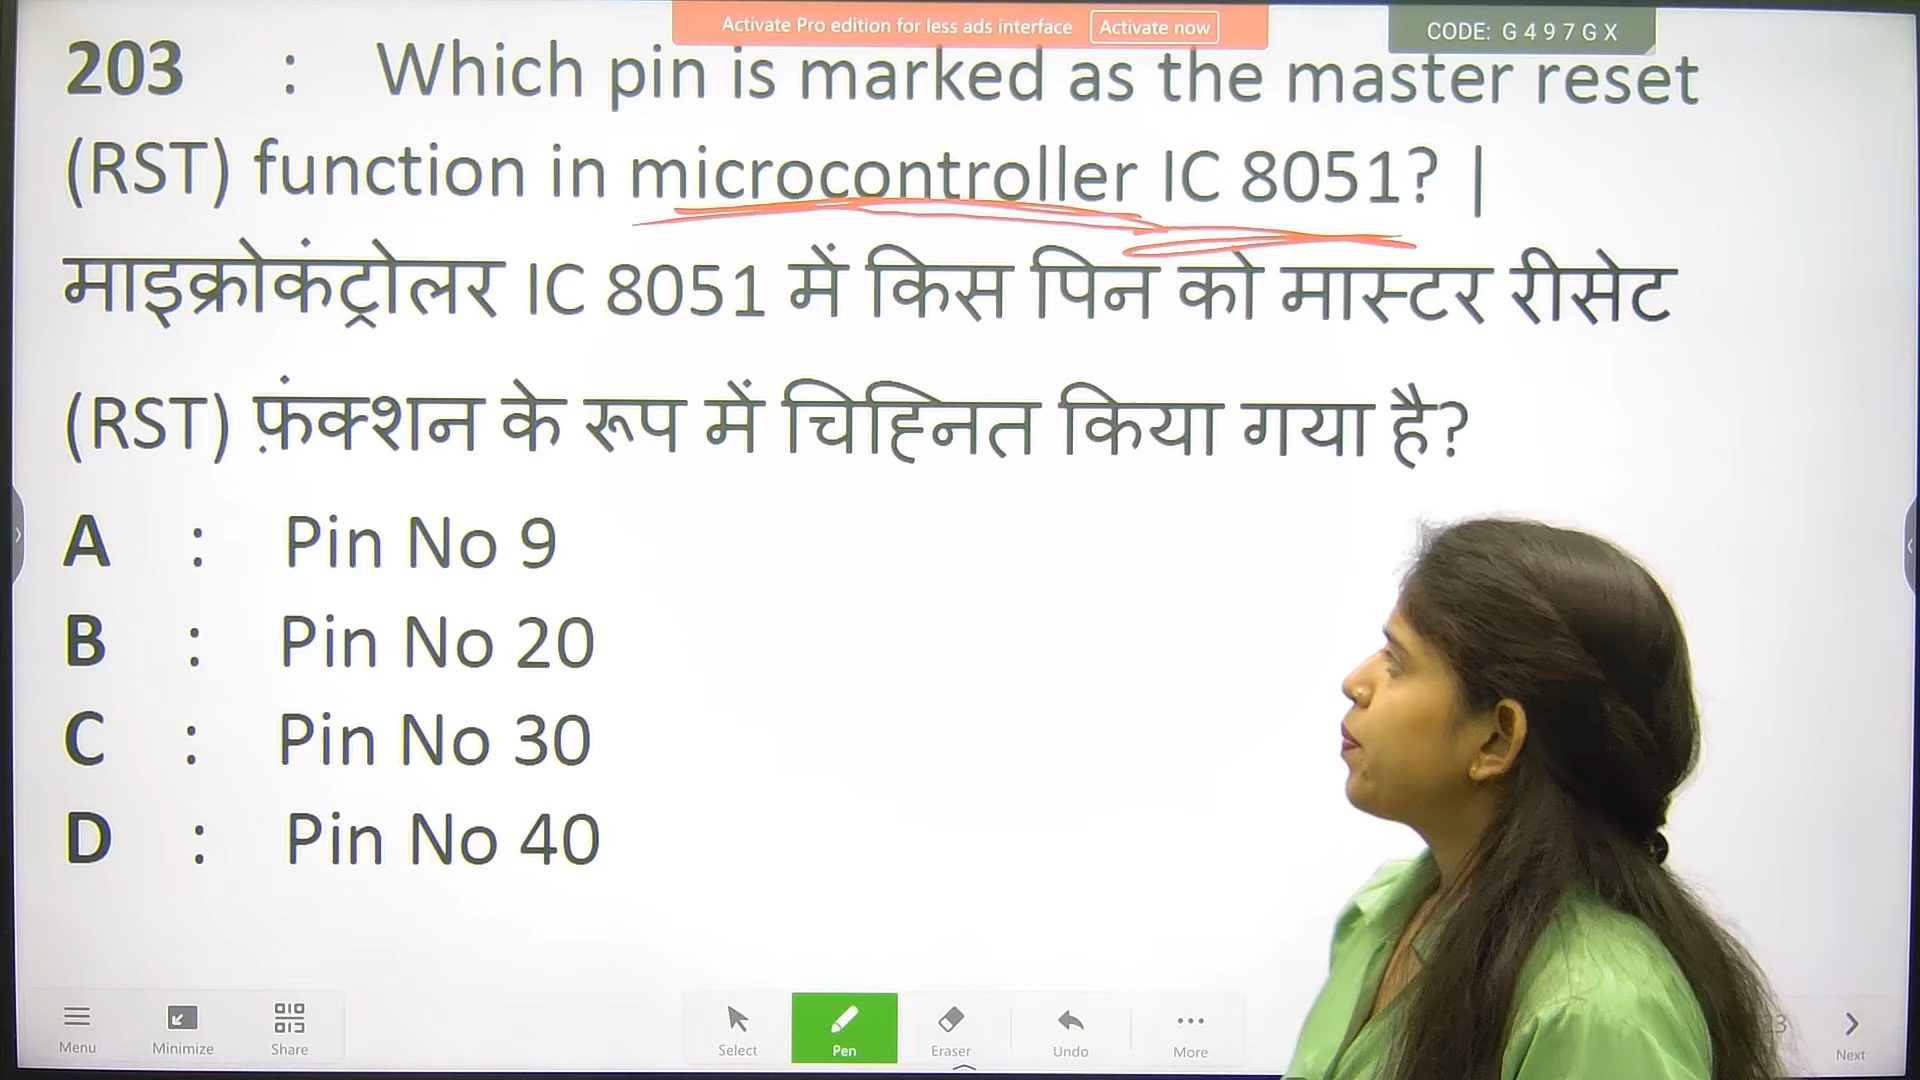 Activate Pro edition for less ads interface Activate now
CODE: G 4 9 7 G X
203 : Which pin is marked as the master reset
(RST) function in microcontroller IC 8051? |
माइक्रोकंट्रोलर IC 8051 में किस पिन को मास्टर रीसेट
(RST) फ़ंक्शन के रूप में चिह्नित किया गया है?
A : Pin No 9
B : Pin No 20
C : Pin No 30
D : Pin No 40
Menu Minimize Share Select Pen Eraser Undo More Next